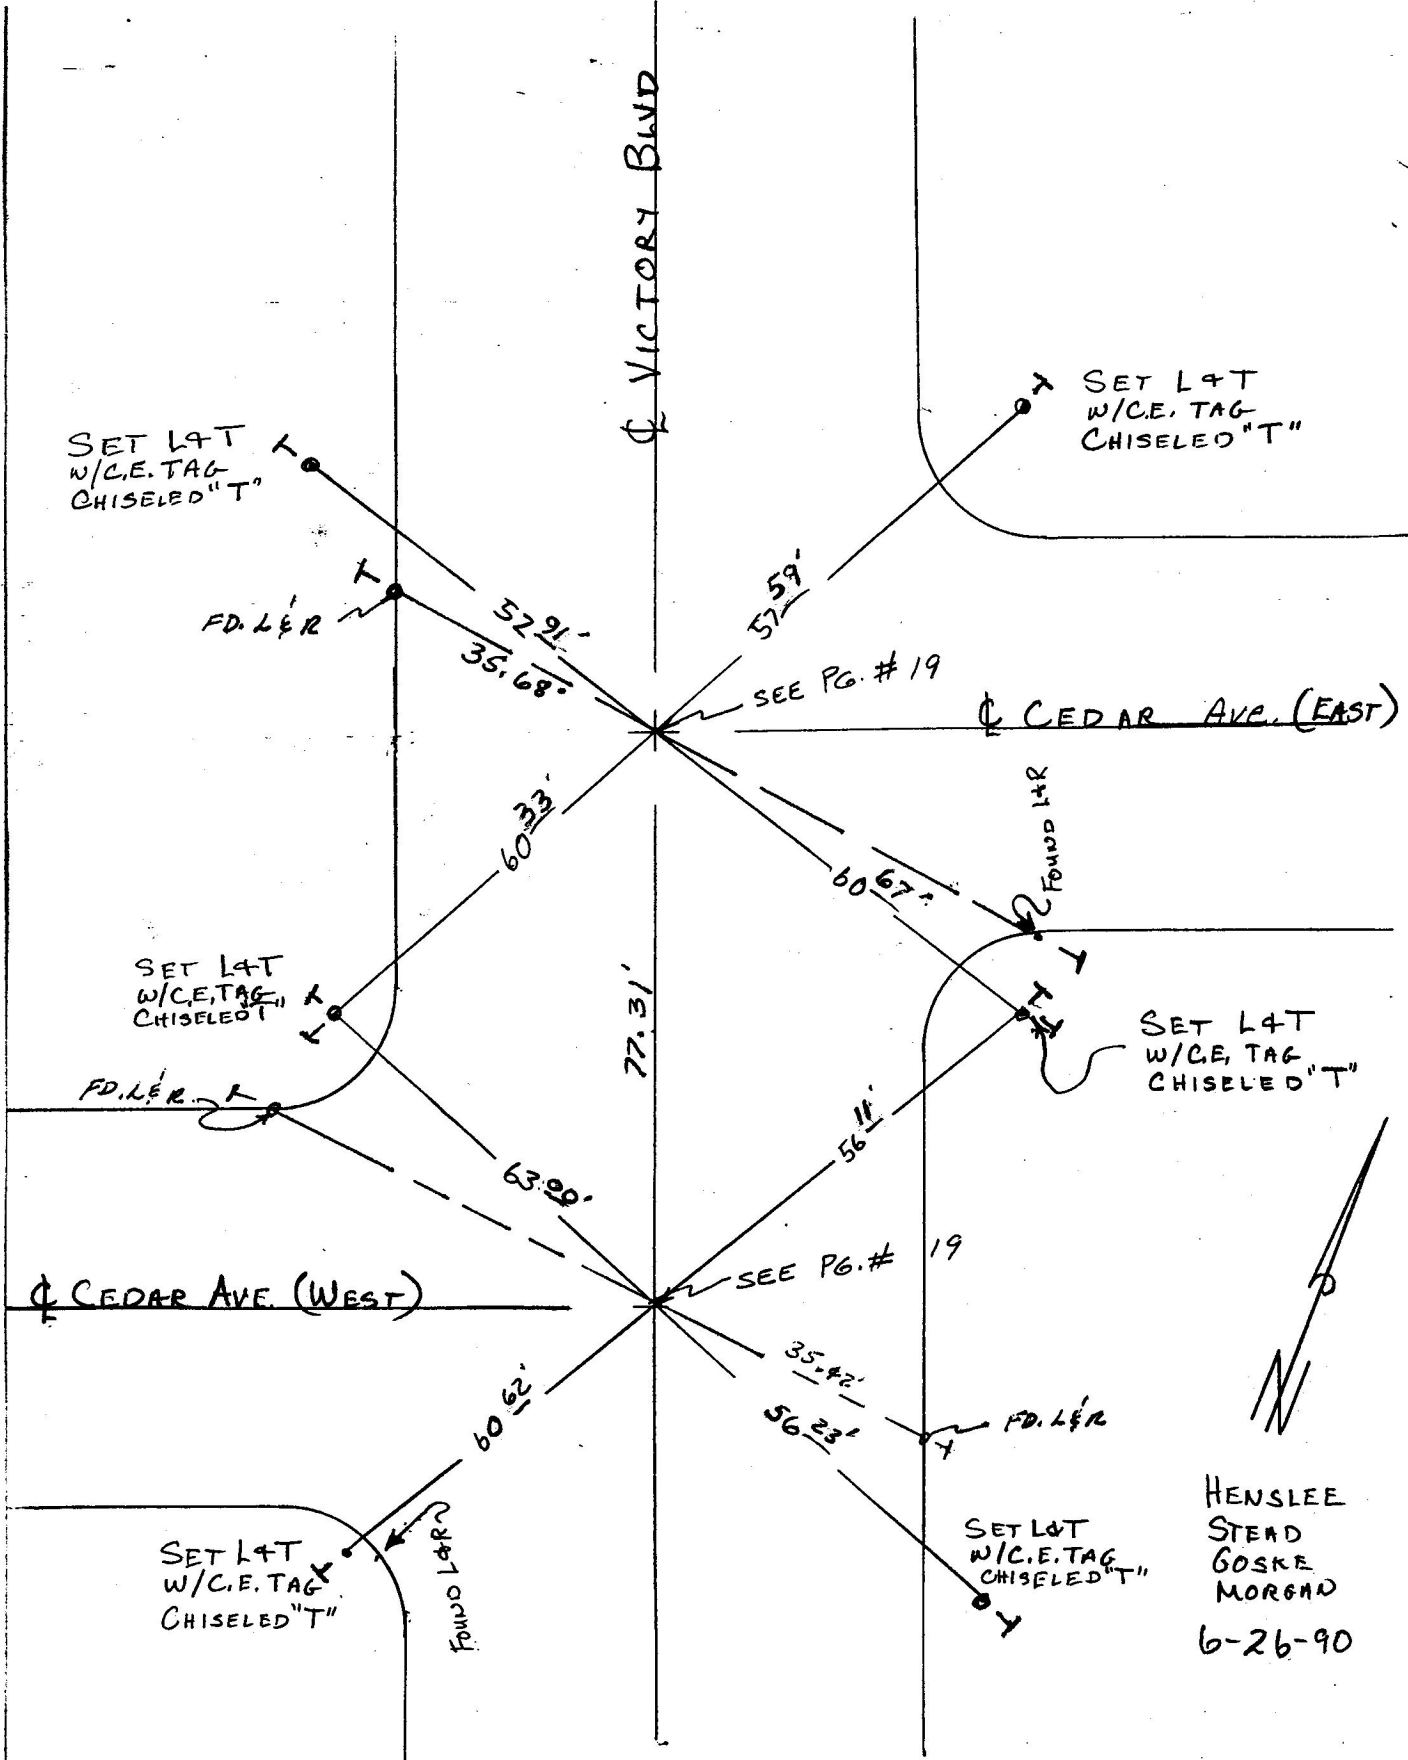 ℄ VICTORY BLVD
SET L&T
W/C.E. TAG
CHISELED "T"
T
T
SET L&T
W/C.E. TAG
CHISELED "T"
T
FD. L & R
52.91'
35.68'
57.59'
SEE PG. # 19
℄ CEDAR AVE. (EAST)
60.33'
60.67'
FOUND L&R
T
SET L&T
W/C.E. TAG
CHISELED "T"
T
T
77.31'
T
T
SET L&T
W/C.E. TAG
CHISELED "T"
FD. L & R.
T
56.11'
63.00'
SEE PG. # 19
℄ CEDAR AVE. (WEST)
35.42'
56.23'
FD. L & R
T
60.62'
N
SET L&T
W/C.E. TAG
CHISELED "T"
T
FOUND L&R
SET L&T
W/C.E. TAG
CHISELED "T"
T
HENSLEE
STEAD
GOSKE
MORGAN
6-26-90